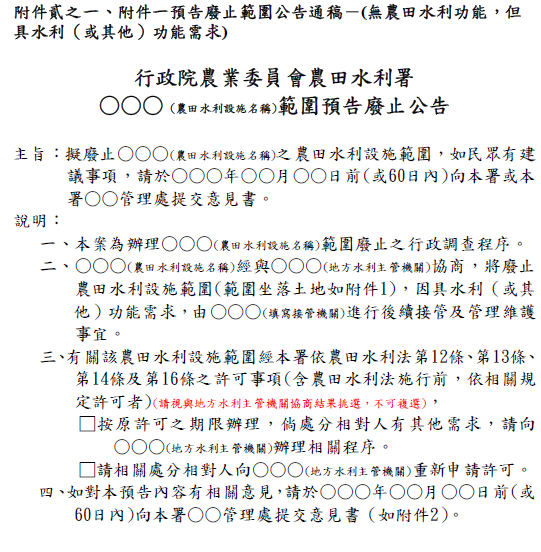 附件貳之一、附件一預告廢止範圍公告通稿－(無農田水利功能，但
具水利（或其他）功能需求)
行政院農業委員會農田水利署
○○○(農田水利設施名稱)範圍預告廢止公告
主旨：擬廢止○○○(農田水利設施名稱)之農田水利設施範圍，如民眾有建
議事項，請於○○○年○○月○○日前(或60日內)向本署或本
署○○管理處提交意見書。
說明：
一、本案為辦理○○○(農田水利設施名稱)範圍廢止之行政調查程序。
二、○○○(農田水利設施名稱)經與○○○(地方水利主管機關)協商，將廢止
農田水利設施範圍(範圍坐落土地如附件1)，因具水利（或其
他）功能需求，由○○○(填寫接管機關)進行後續接管及管理維護
事宜。
三、有關該農田水利設施範圍經本署依農田水利法第12條、第13條、
第14條及第16條之許可事項(含農田水利法施行前，依相關規
定許可者)(請視與地方水利主管機關協商結果挑選，不可複選)，
□按原許可之期限辦理，倘處分相對人有其他需求，請向
○○○(地方水利主管機關)辦理相關程序。
□請相關處分相對人向○○○(地方水利主管機關)重新申請許可。
四、如對本預告內容有相關意見，請於○○○年○○月○○日前(或
60日內)向本署○○管理處提交意見書（如附件2）。